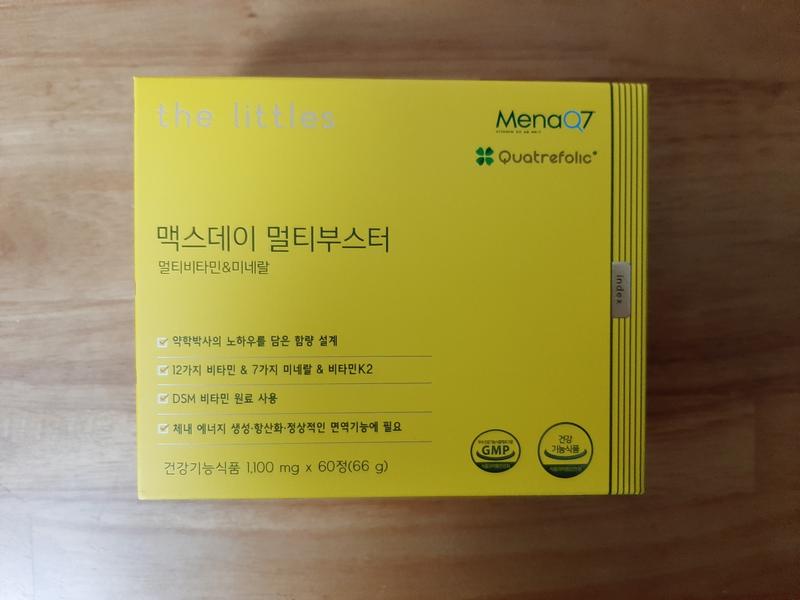 the littles
MenaQ7
Quatrefolic
맥스데이 멀티부스터
멀티비타민&미네랄
약학박사의 노하우를 담은 함량 설계
12가지 비타민 & 7가지 미네랄 & 비타민K2
DSM 비타민 원료 사용
체내 에너지 생성·항산화·정상적인 면역기능에 필요
건강기능식품 1,100 mg x 60정(66 g)
GMP
건강
기능식품
index